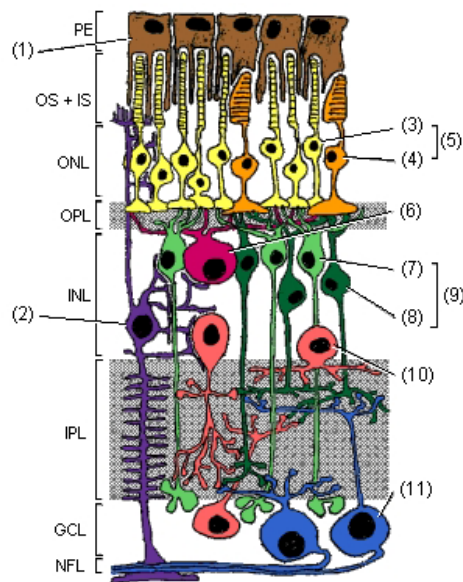 PE
(1)
OS + IS
(3)
(5)
ONL
(4)
OPL
(6)
(7)
INL
(9)
(2)
(8)
(10)
IPL
(11)
GCL
NFL